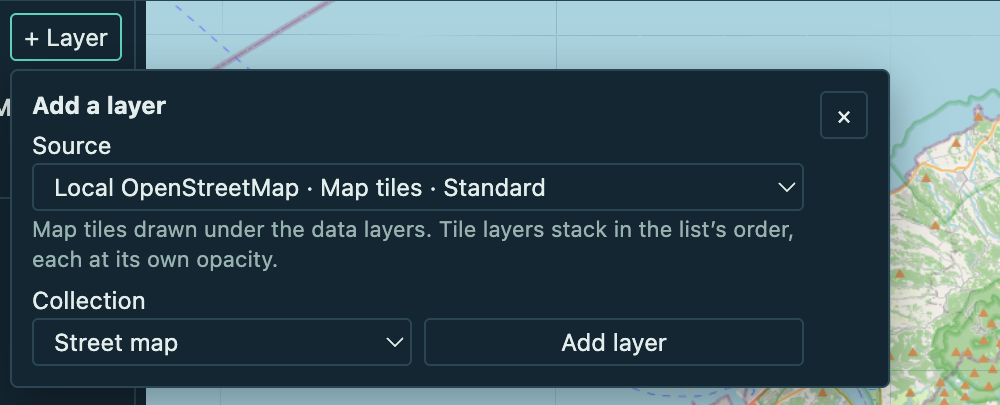 + Layer
Add a layer
×
Source
Local OpenStreetMap · Map tiles · Standard
Map tiles drawn under the data layers. Tile layers stack in the list’s order,
each at its own opacity.
Collection
Street map
Add layer